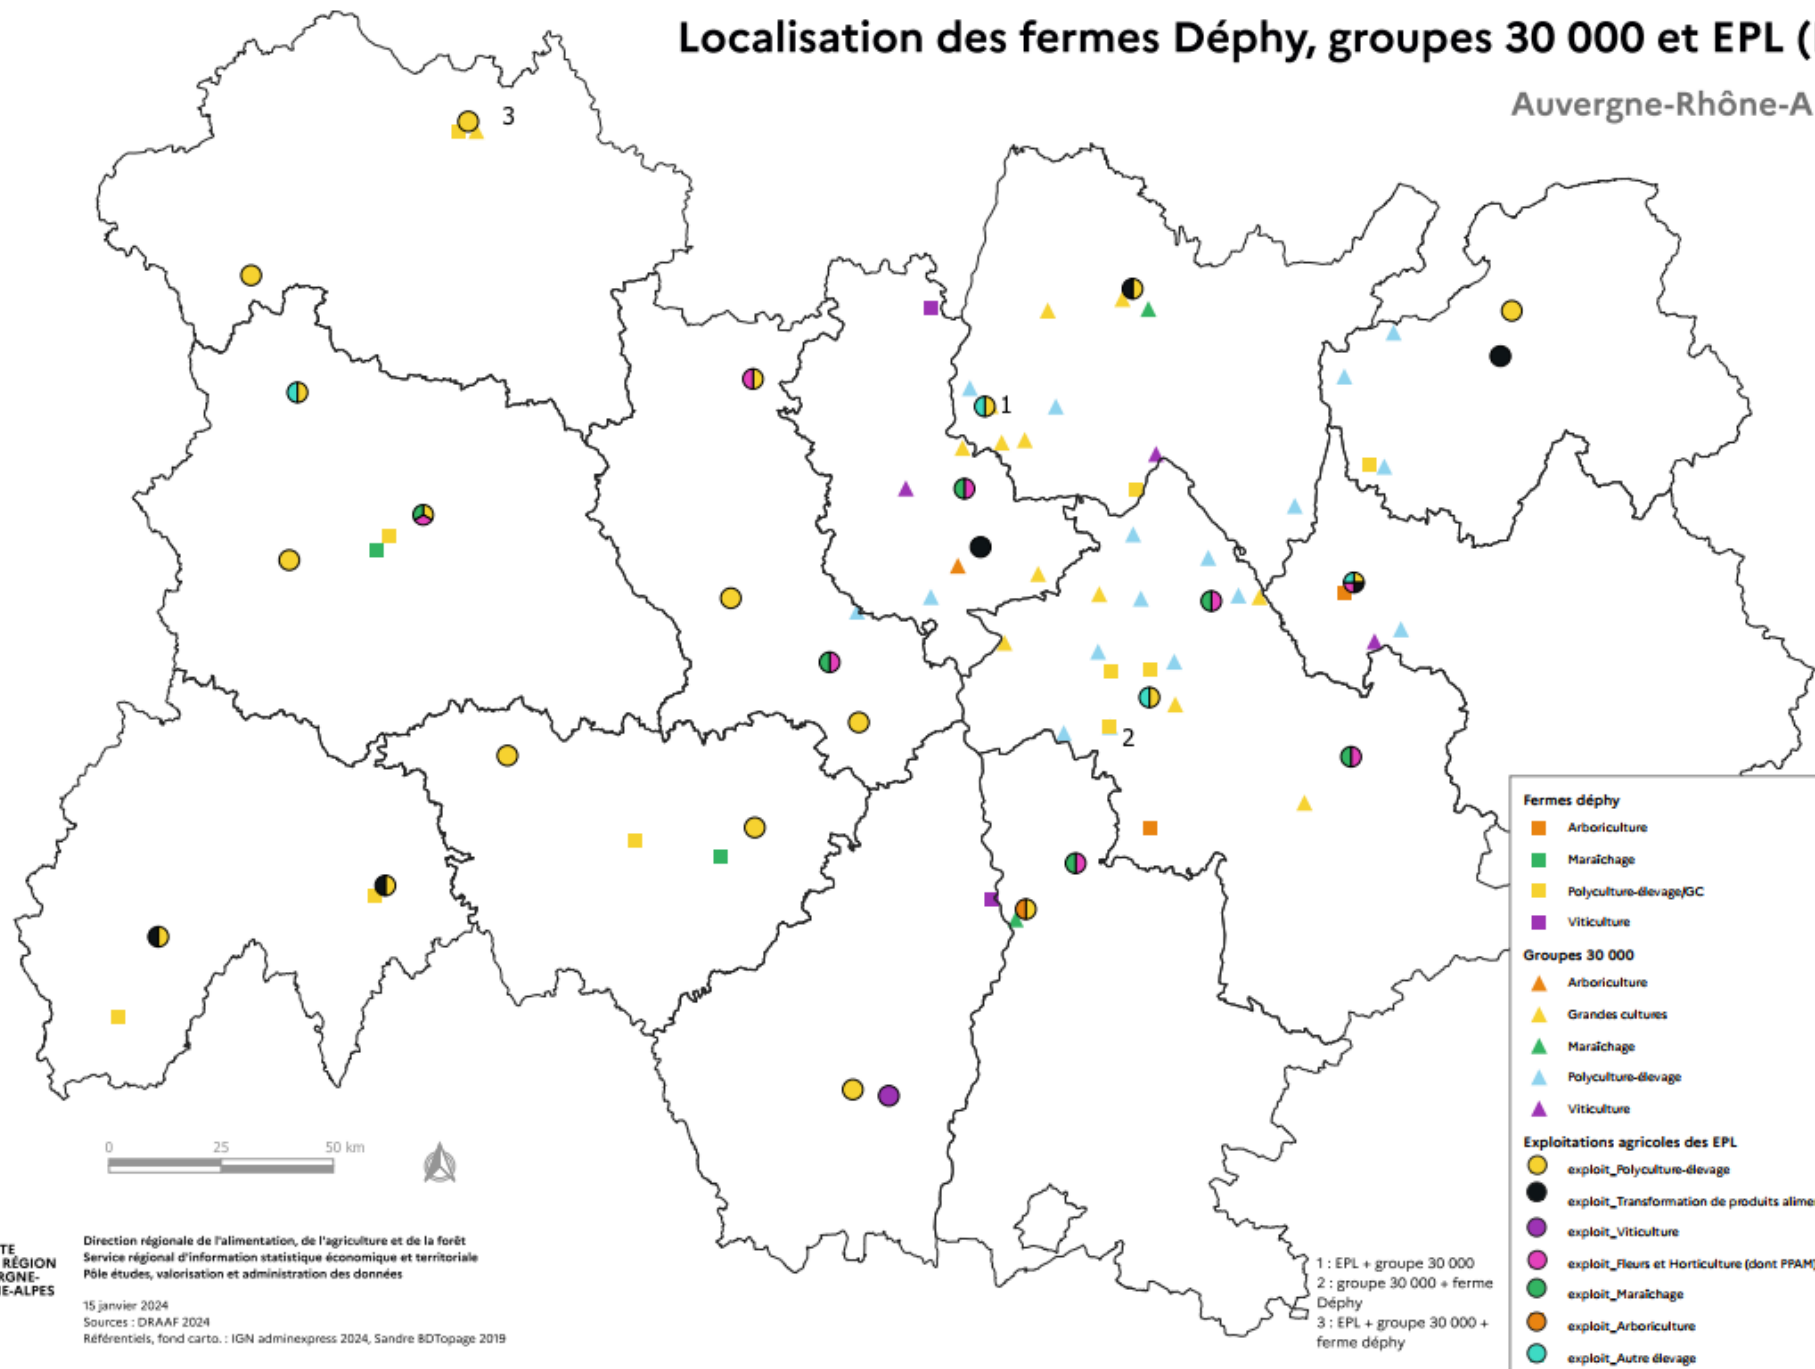 Localisation des fermes Déphy, groupes 30 000 et EPL (
Auvergne-Rhône-A
3
1
2
Fermes déphy
Arboriculture
Maraîchage
Polyculture-élevage/GC
Viticulture
Groupes 30 000
Arboriculture
Grandes cultures
Maraîchage
Polyculture-élevage
Viticulture
Exploitations agricoles des EPL
exploit_Polyculture-élevage
exploit_Transformation de produits alime
exploit_Viticulture
exploit_Fleurs et Horticulture (dont PPAM)
exploit_Maraîchage
exploit_Arboriculture
exploit_Autre élevage
0 25 50 km
TE
RÉGION
RGNE-
E-ALPES
Direction régionale de l'alimentation, de l'agriculture et de la forêt
Service régional d'information statistique économique et territoriale
Pôle études, valorisation et administration des données
15 janvier 2024
Sources : DRAAF 2024
Référentiels, fond carto. : IGN adminexpress 2024, Sandre BDTopage 2019
1 : EPL + groupe 30 000
2 : groupe 30 000 + ferme
Déphy
3 : EPL + groupe 30 000 +
ferme déphy